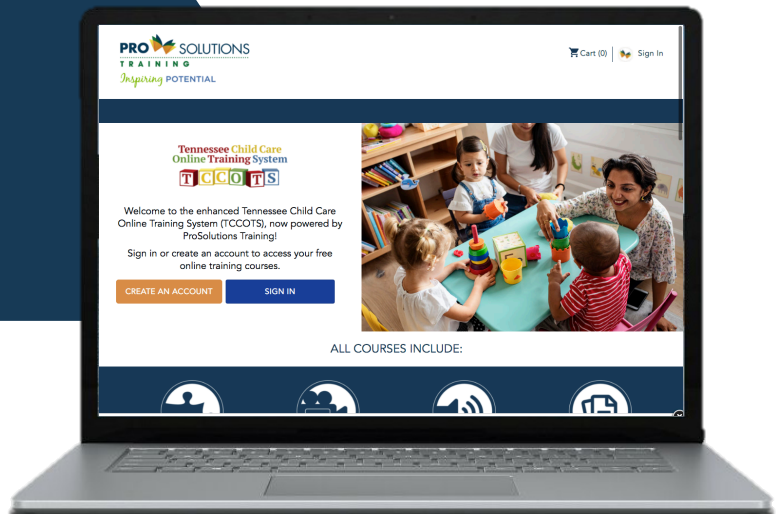 PRO SOLUTIONS
TRAINING
Inspiring POTENTIAL
Cart (0)
Sign In
Tennessee Child Care
Online Training System
TCCOTS
Welcome to the enhanced Tennessee Child Care
Online Training System (TCCOTS), now powered by
ProSolutions Training!
Sign in or create an account to access your free
online training courses.
CREATE AN ACCOUNT
SIGN IN
ALL COURSES INCLUDE: